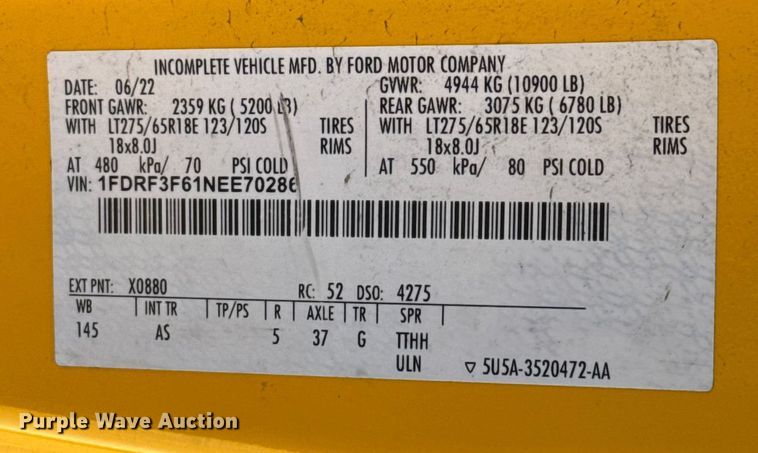 INCOMPLETE VEHICLE MFD. BY FORD MOTOR COMPANY
DATE: 06/22 GVWR: 4944 KG (10900 LB)
FRONT GAWR: 2359 KG ( 5200 LB) REAR GAWR: 3075 KG ( 6780 LB)
WITH LT275/65R18E 123/120S TIRES WITH LT275/65R18E 123/120S TIRES
18x8.0J RIMS 18x8.0J RIMS
AT 480 kPa/ 70 PSI COLD AT 550 kPa/ 80 PSI COLD
VIN: 1FDRF3F61NEE70286
EXT PNT: X0880 RC: 52 DSO: 4275
WB INT TR TP/PS R AXLE TR SPR
145 AS 5 37 G TTHH
ULN ▽ 5U5A-3520472-AA
Purple Wave Auction